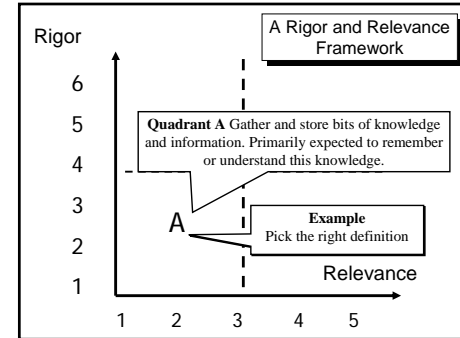 Rigor
A Rigor and Relevance
Framework
6
5
Quadrant A Gather and store bits of knowledge
and information. Primarily expected to remember
or understand this knowledge.
4
3
A
Example
Pick the right definition
2
Relevance
1
1 2 3 4 5